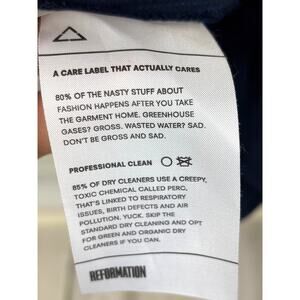 A CARE LABEL THAT ACTUALLY CARES
80% OF THE NASTY STUFF ABOUT
FASHION HAPPENS AFTER YOU TAKE
THE GARMENT HOME. GREENHOUSE
GASES? GROSS. WASTED WATER? SAD.
DON'T BE GROSS AND SAD.
PROFESSIONAL CLEAN
85% OF DRY CLEANERS USE A CREEPY,
TOXIC CHEMICAL CALLED PERC,
THAT'S LINKED TO RESPIRATORY
ISSUES, BIRTH DEFECTS AND AIR
POLLUTION. YUCK. SKIP THE
STANDARD DRY CLEANING AND OPT
FOR GREEN AND ORGANIC DRY
CLEANERS IF YOU CAN.
REFORMATION